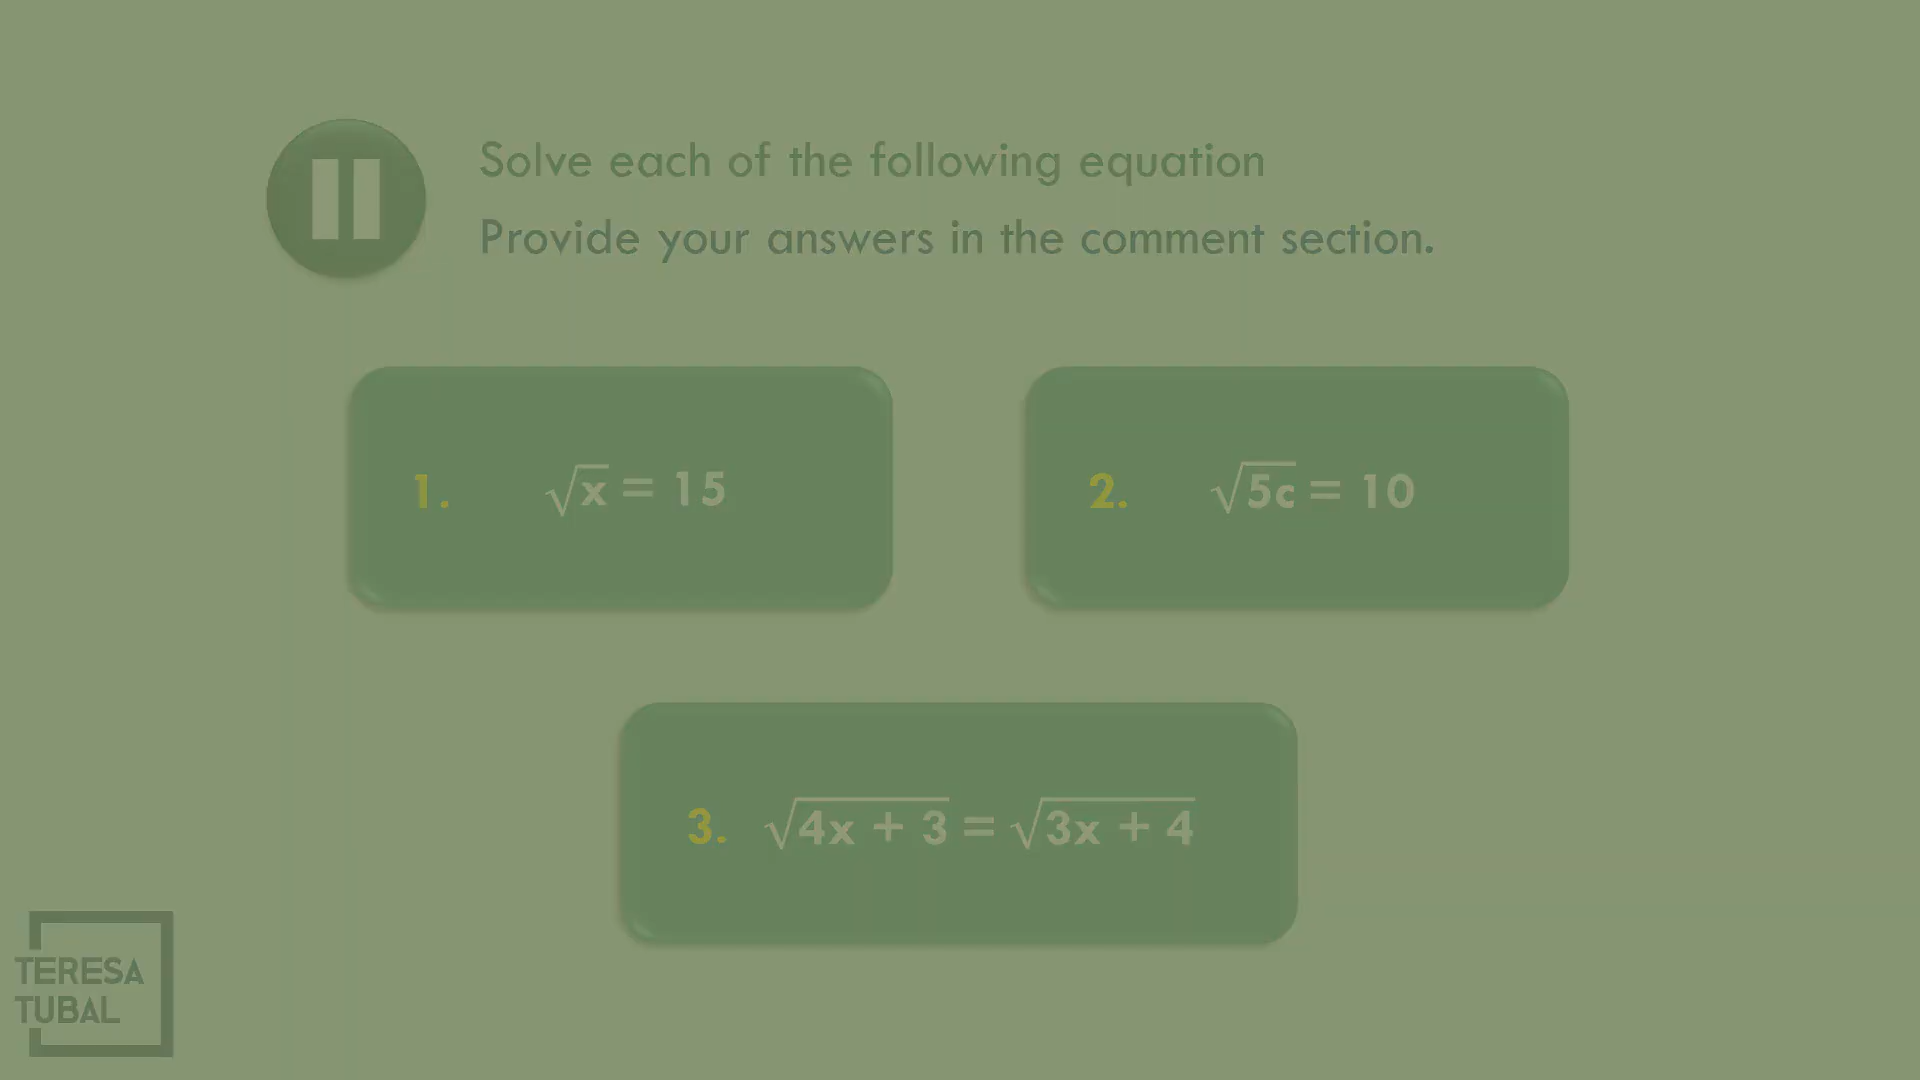 Solve each of the following equation
Provide your answers in the comment section.
1. √x = 15
2. √5c = 10
3. √4x + 3 = √3x + 4
TERESA
TUBAL